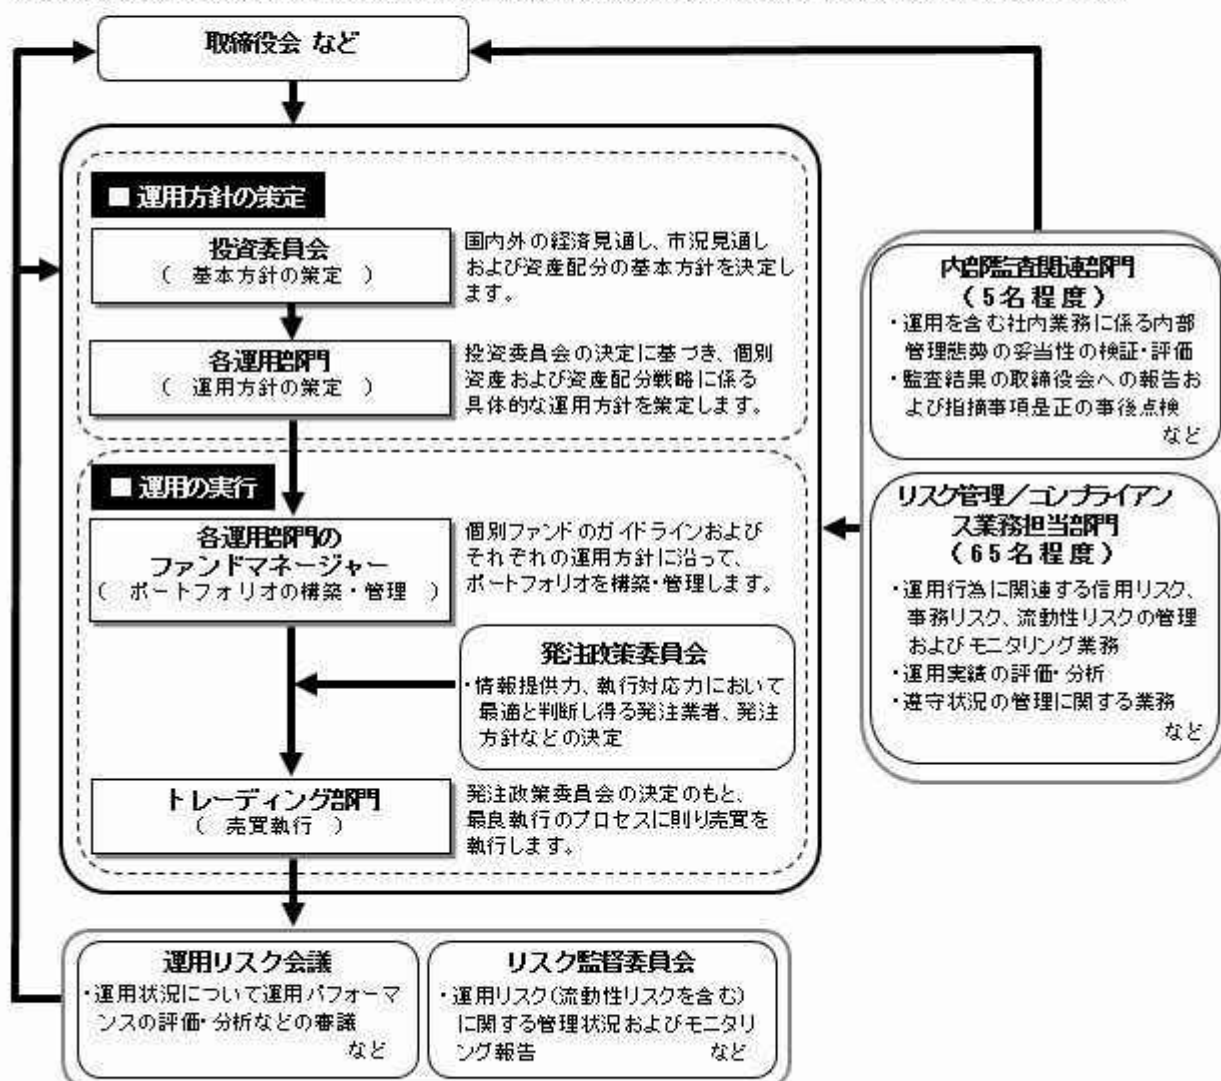 取締役会 など
■ 運用方針の策定
投資委員会
( 基本方針の策定 )
国内外の経済見通し、市況見通し
および資産配分の基本方針を決定し
ます。
各運用部門
( 運用方針の策定 )
投資委員会の決定に基づき、個別
資産および資産配分戦略に係る
具体的な運用方針を策定します。
■ 運用の実行
各運用部門の
ファンドマネージャー
( ポートフォリオの構築・管理 )
個別ファンドのガイドラインおよび
それぞれの運用方針に沿って、
ポートフォリオを構築・管理します。
発注政策委員会
・情報提供力、執行対応力において
最適と判断し得る発注業者、発注
方針などの決定
トレーディング部門
( 売買執行 )
発注政策委員会の決定のもと、
最良執行のプロセスに則り売買を
執行します。
運用リスク会議
・運用状況について運用パフォーマ
ンスの評価・分析などの審議
など
リスク監督委員会
・運用リスク(流動性リスクを含む)
に関する管理状況およびモニタリ
ング報告 など
内部監査関連部門
(5名程度)
・運用を含む社内業務に係る内部
管理態勢の妥当性の検証・評価
・監査結果の取締役会への報告お
よび指摘事項是正の事後点検
など
リスク管理/コンプライアン
ス業務担当部門
(65名程度)
・運用行為に関連する信用リスク、
事務リスク、流動性リスクの管理
およびモニタリング業務
・運用実績の評価・分析
・遵守状況の管理に関する業務
など